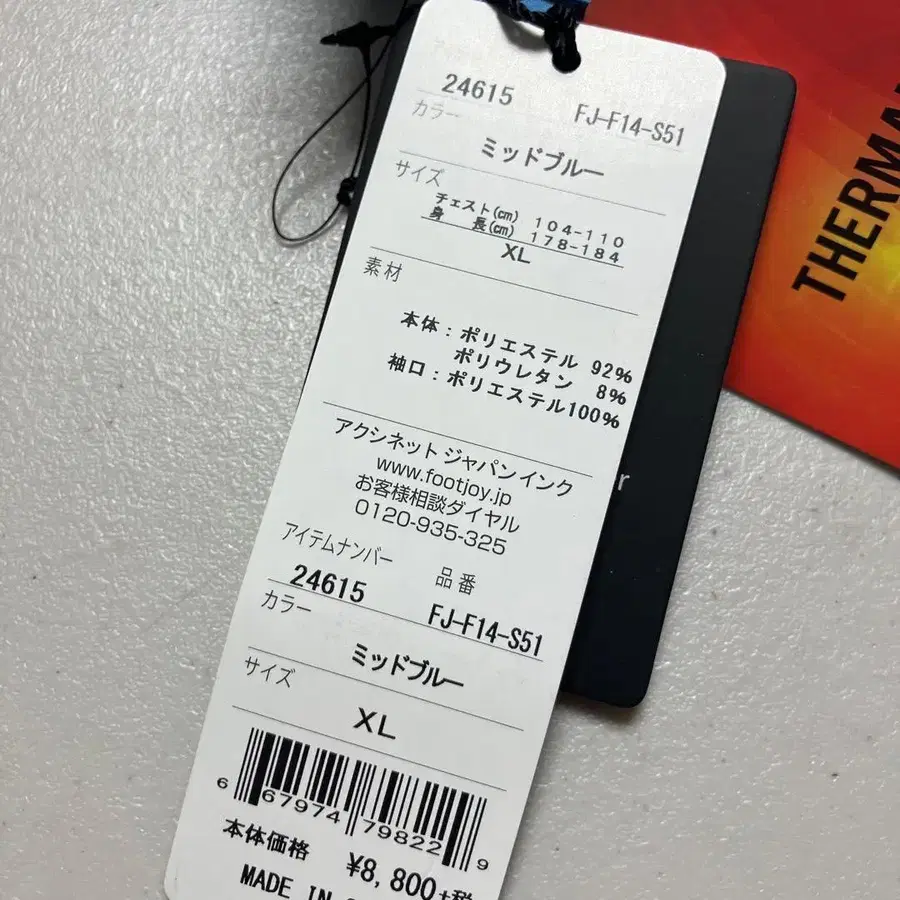 24615 FJ-F14-S51
カラー
ミッドブルー
サイズ
チェスト(cm) 104-110
身 長(cm) 178-184
XL
素材
本体：ポリエステル 92%
ポリウレタン 8%
袖口：ポリエステル100%
アクシネット ジャパンインク
www.footjoy.jp
お客様相談ダイヤル
0120-935-325
アイテムナンバー 品番
24615 FJ-F14-S51
カラー
ミッドブルー
サイズ
XL
6 67974 79822 9
本体価格 ¥8,800+税
MADE IN
r
THERMA